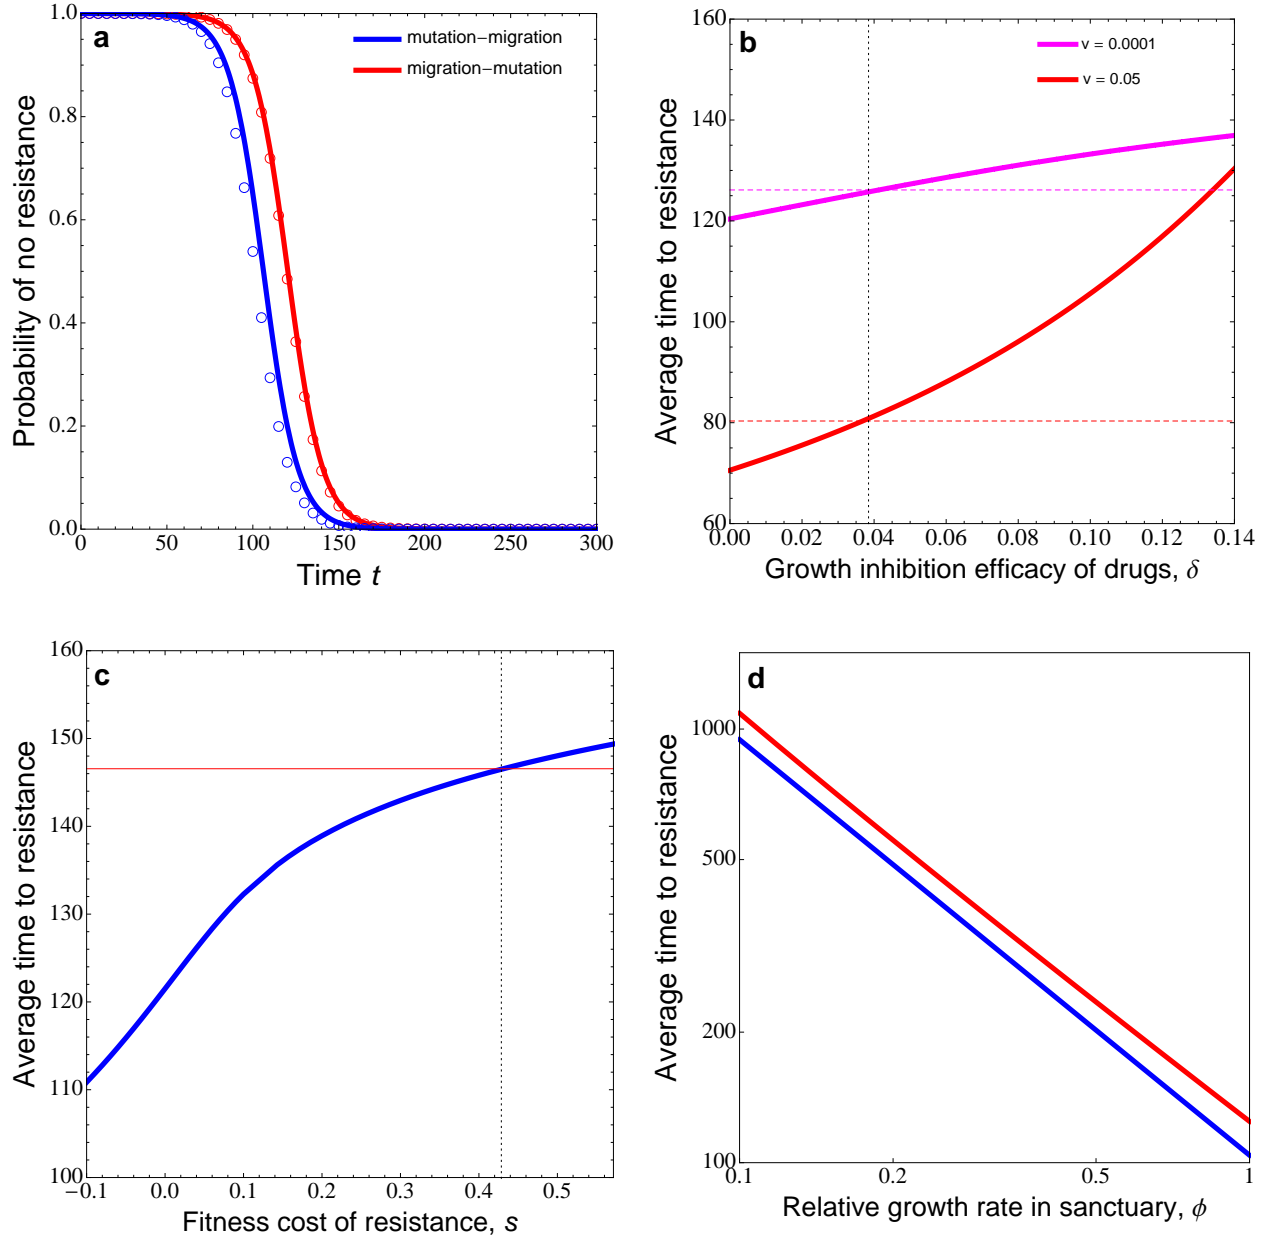 a
mutation−migration
migration−mutation
1.0
0.8
0.6
0.4
0.2
0.0
0 50 100 150 200 250 300
Probability of no resistance
Time t
b
v = 0.0001
v = 0.05
160
140
120
100
80
60
0.00 0.02 0.04 0.06 0.08 0.10 0.12 0.14
Average time to resistance
Growth inhibition efficacy of drugs, δ
c
160
150
140
130
120
110
100
−0.1 0.0 0.1 0.2 0.3 0.4 0.5
Average time to resistance
Fitness cost of resistance, s
d
1000
500
200
100
0.1 0.2 0.5 1
Average time to resistance
Relative growth rate in sanctuary, ϕ